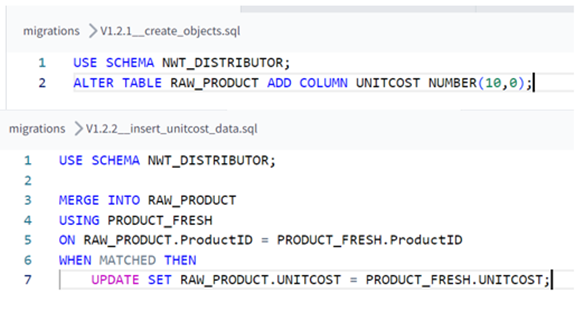 migrations > V1.2.1__create_objects.sql
1 USE SCHEMA NWT_DISTRIBUTOR;
2 ALTER TABLE RAW_PRODUCT ADD COLUMN UNITCOST NUMBER(10,0);
migrations > V1.2.2__insert_unitcost_data.sql
1 USE SCHEMA NWT_DISTRIBUTOR;
2
3 MERGE INTO RAW_PRODUCT
4 USING PRODUCT_FRESH
5 ON RAW_PRODUCT.ProductID = PRODUCT_FRESH.ProductID
6 WHEN MATCHED THEN
7 UPDATE SET RAW_PRODUCT.UNITCOST = PRODUCT_FRESH.UNITCOST;